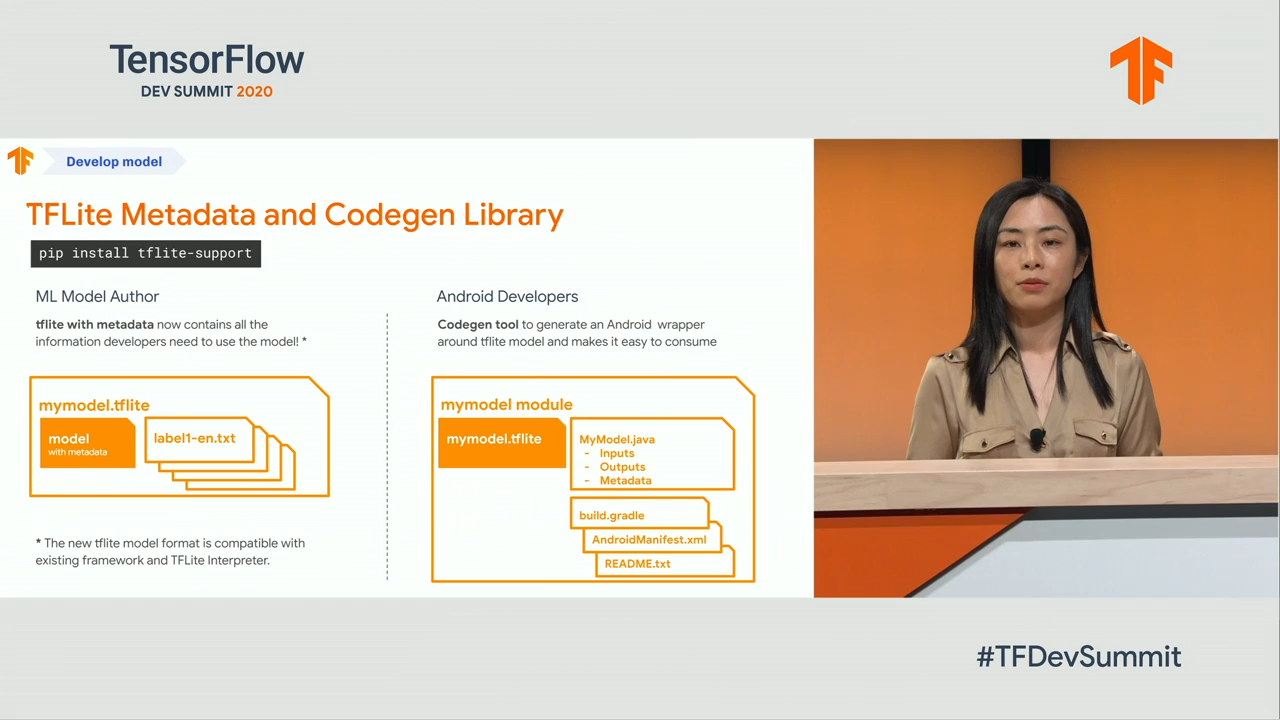 TensorFlow
DEV SUMMIT 2020
Develop model
TFLite Metadata and Codegen Library
pip install tflite-support
ML Model Author
tflite with metadata now contains all the
information developers need to use the model! *
mymodel.tflite
model
with metadata
label1-en.txt
* The new tflite model format is compatible with
existing framework and TFLite Interpreter.
Android Developers
Codegen tool to generate an Android wrapper
around tflite model and makes it easy to consume
mymodel module
mymodel.tflite
MyModel.java
- Inputs
- Outputs
- Metadata
build.gradle
AndroidManifest.xml
README.txt
#TFDevSummit